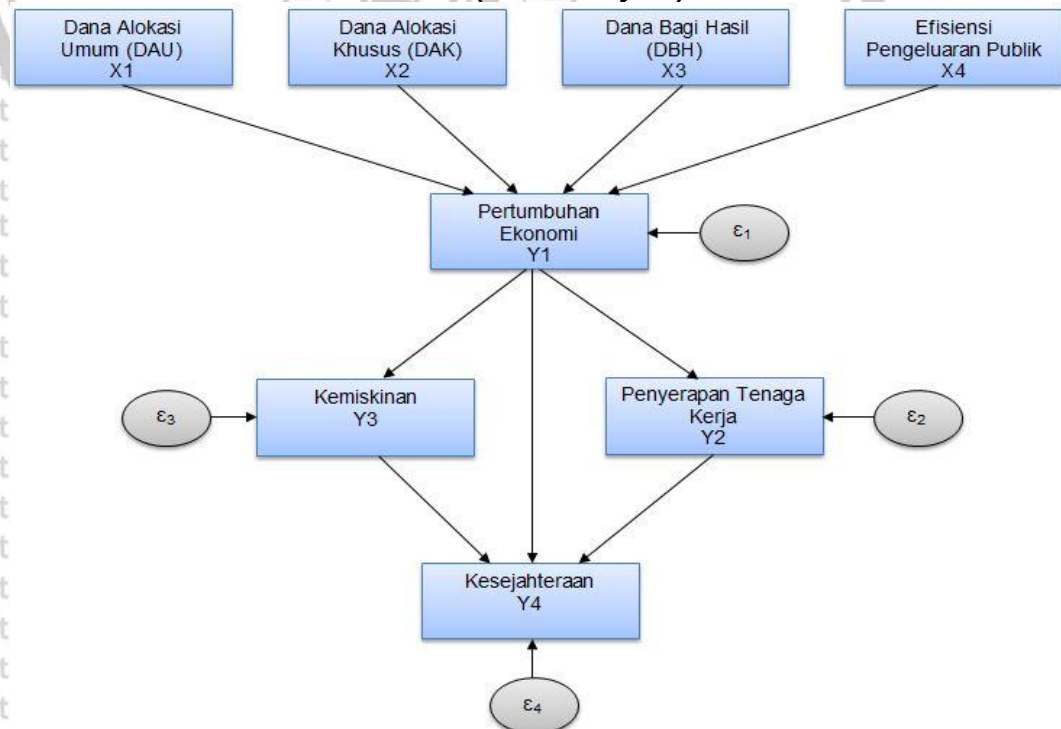 Dana Alokasi
Umum (DAU)
X1
Dana Alokasi
Khusus (DAK)
X2
Dana Bagi Hasil
(DBH)
X3
Efisiensi
Pengeluaran Publik
X4
Pertumbuhan
Ekonomi
Y1
ε1
Kemiskinan
Y3
ε3
Penyerapan Tenaga
Kerja
Y2
ε2
Kesejahteraan
Y4
ε4